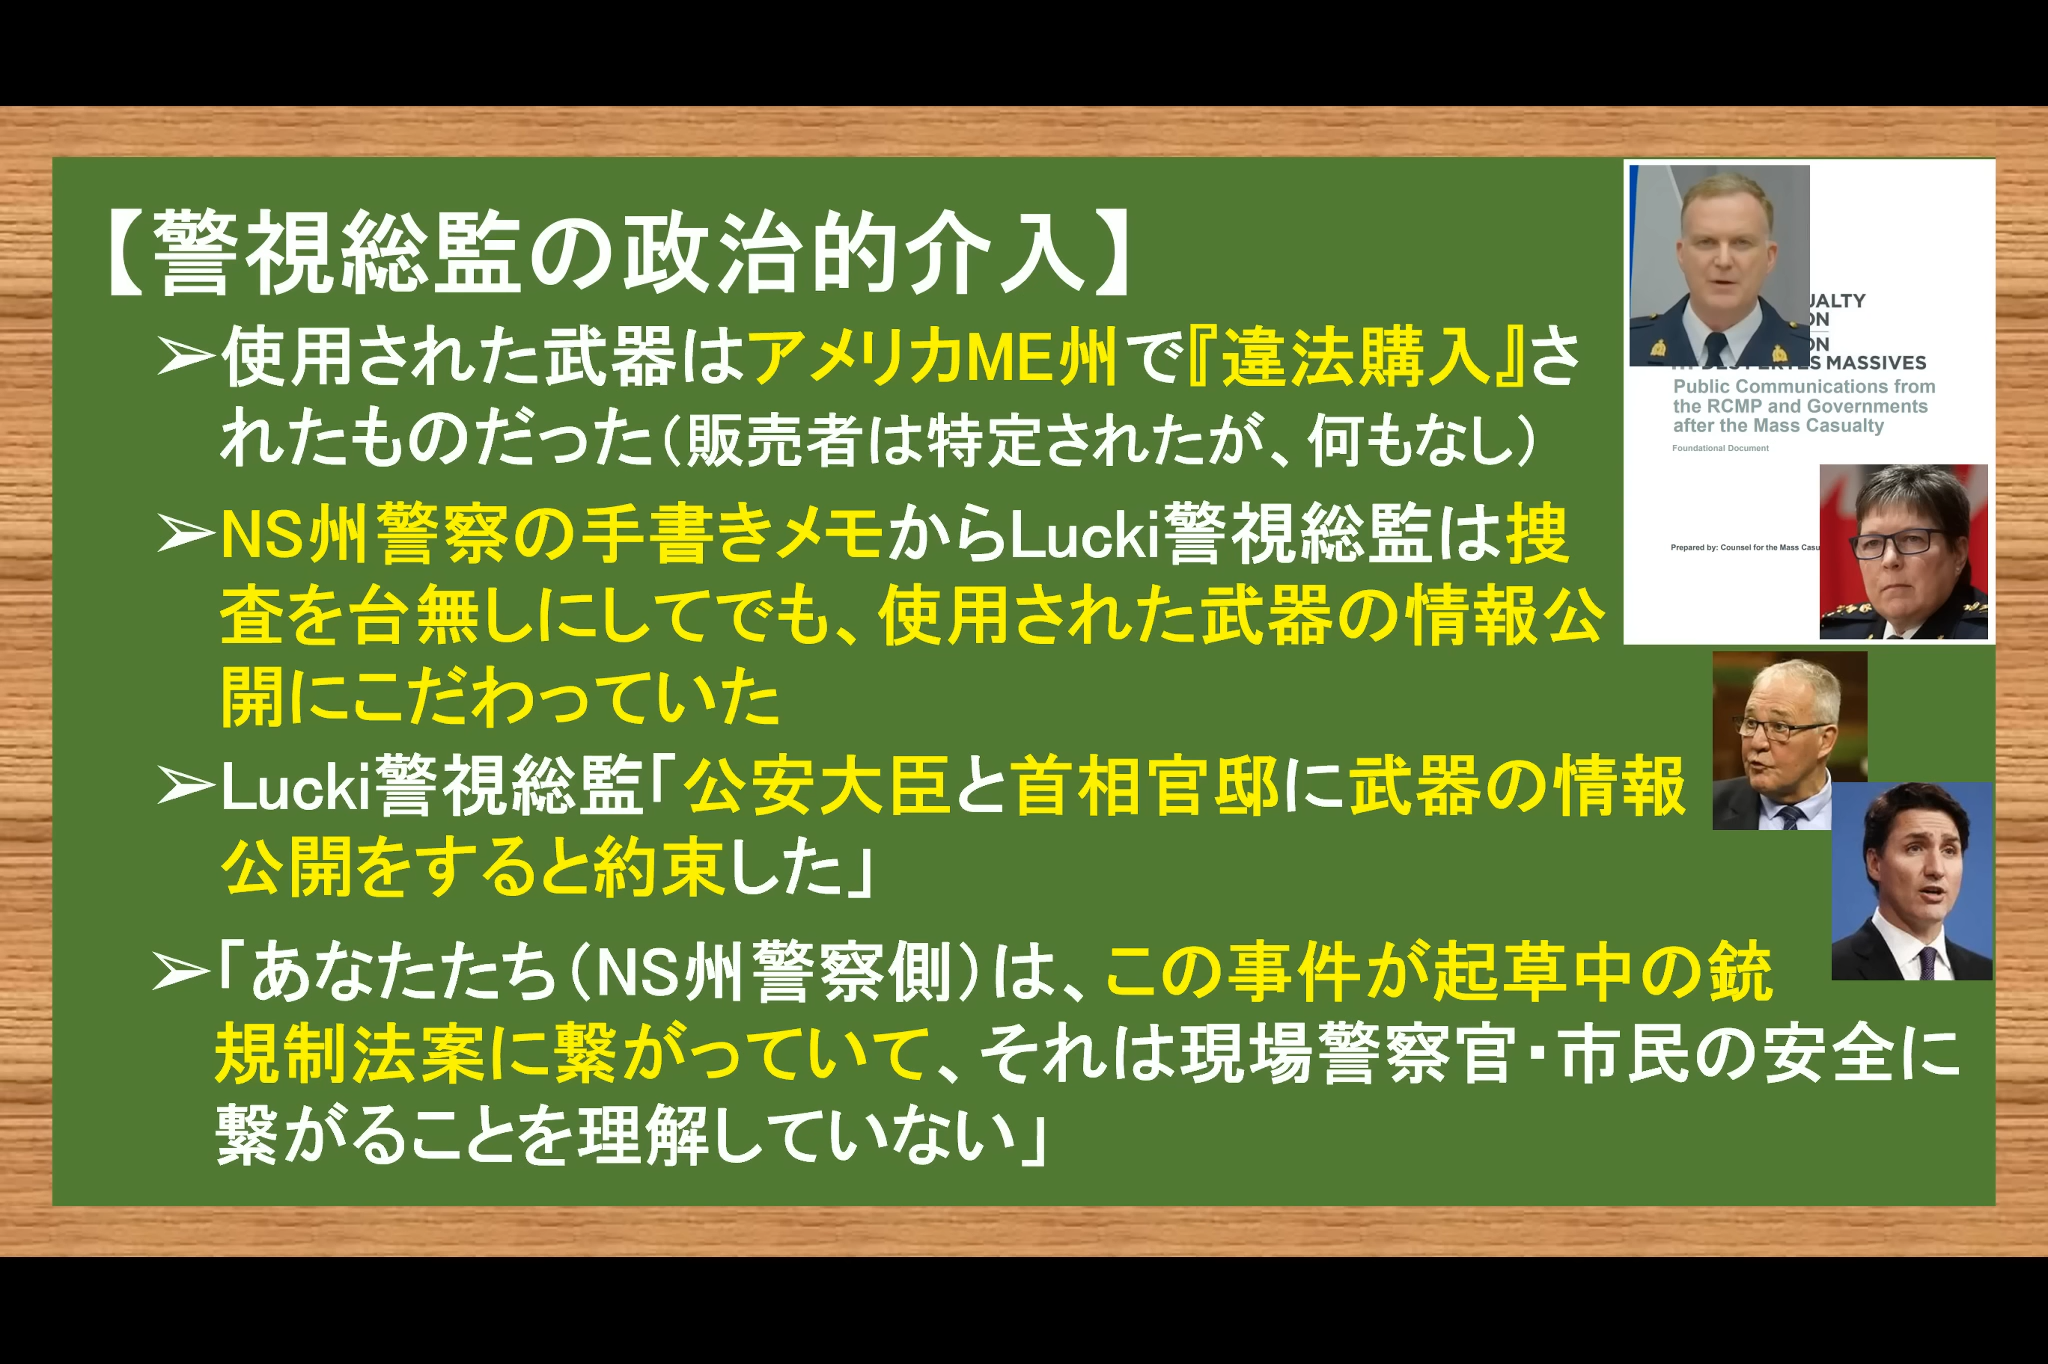 【警視総監の政治的介入】
➢使用された武器はアメリカME州で『違法購入』さ
れたものだった（販売者は特定されたが、何もなし）
➢NS州警察の手書きメモからLucki警視総監は捜
査を台無しにしてでも、使用された武器の情報公
開にこだわっていた
➢Lucki警視総監「公安大臣と首相官邸に武器の情報
公開をすると約束した」
➢「あなたたち（NS州警察側）は、この事件が起草中の銃
規制法案に繋がっていて、それは現場警察官・市民の安全に
繋がることを理解していない」
UALTY
ON
ON
MASSIVES
Public Communications from
the RCMP and Governments
after the Mass Casualty
Foundational Document
Prepared by: Counsel for the Mass Casu